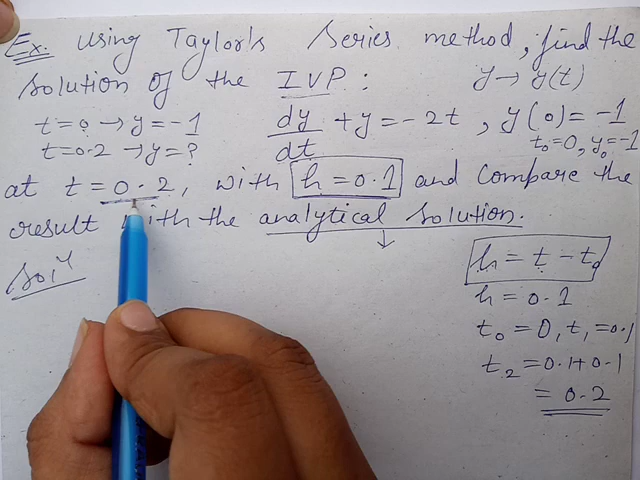 Ex. Using Taylor's Series method, find the
solution of the IVP : y → y(t)
t=0 → y=-1 dy/dt + y = -2t , y(0) = -1
t=0.2 → y=? t₀=0, y₀=-1
at t = 0.2, with h = 0.1 and compare the
result with the analytical solution.
Solⁿ
h = t - t₀
h = 0.1
t₀ = 0, t₁ = 0.1
t₂ = 0.1+0.1
= 0.2